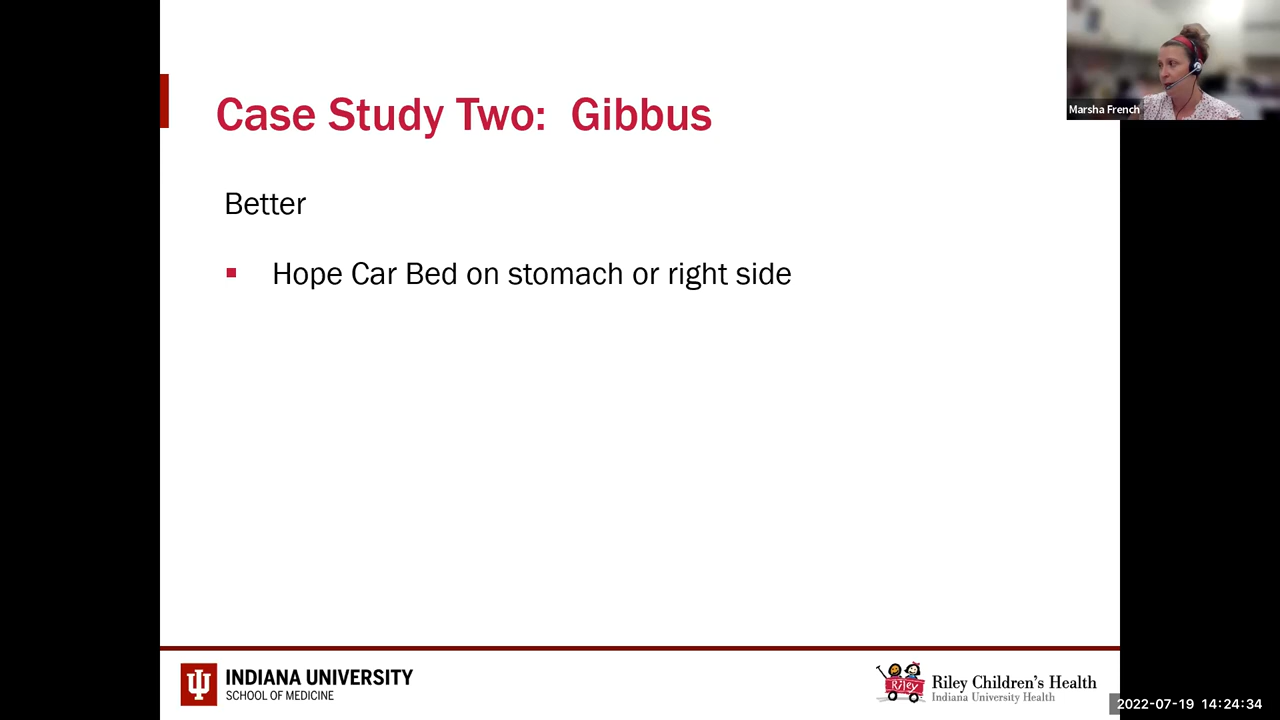 Marsha French
Case Study Two: Gibbus
Better
Hope Car Bed on stomach or right side
INDIANA UNIVERSITY
SCHOOL OF MEDICINE
Riley
Riley Children's Health
Indiana University Health
2022-07-19 14:24:34